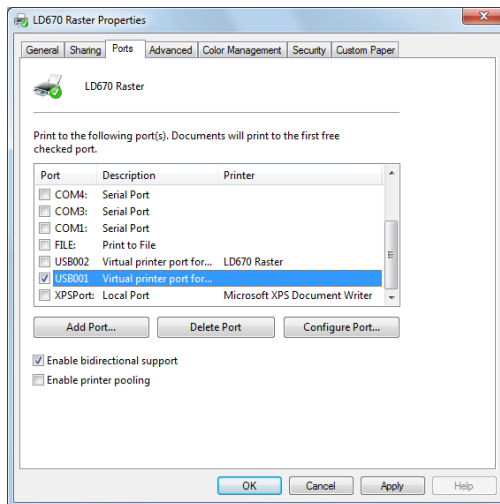 LD670 Raster Properties
General Sharing Ports Advanced Color Management Security Custom Paper
LD670 Raster
Print to the following port(s). Documents will print to the first free
checked port.
Port Description Printer
COM4: Serial Port
COM3: Serial Port
COM1: Serial Port
FILE: Print to File
USB002 Virtual printer port for... LD670 Raster
USB001 Virtual printer port for...
XPSPort: Local Port Microsoft XPS Document Writer
Add Port... Delete Port Configure Port...
Enable bidirectional support
Enable printer pooling
OK Cancel Apply Help